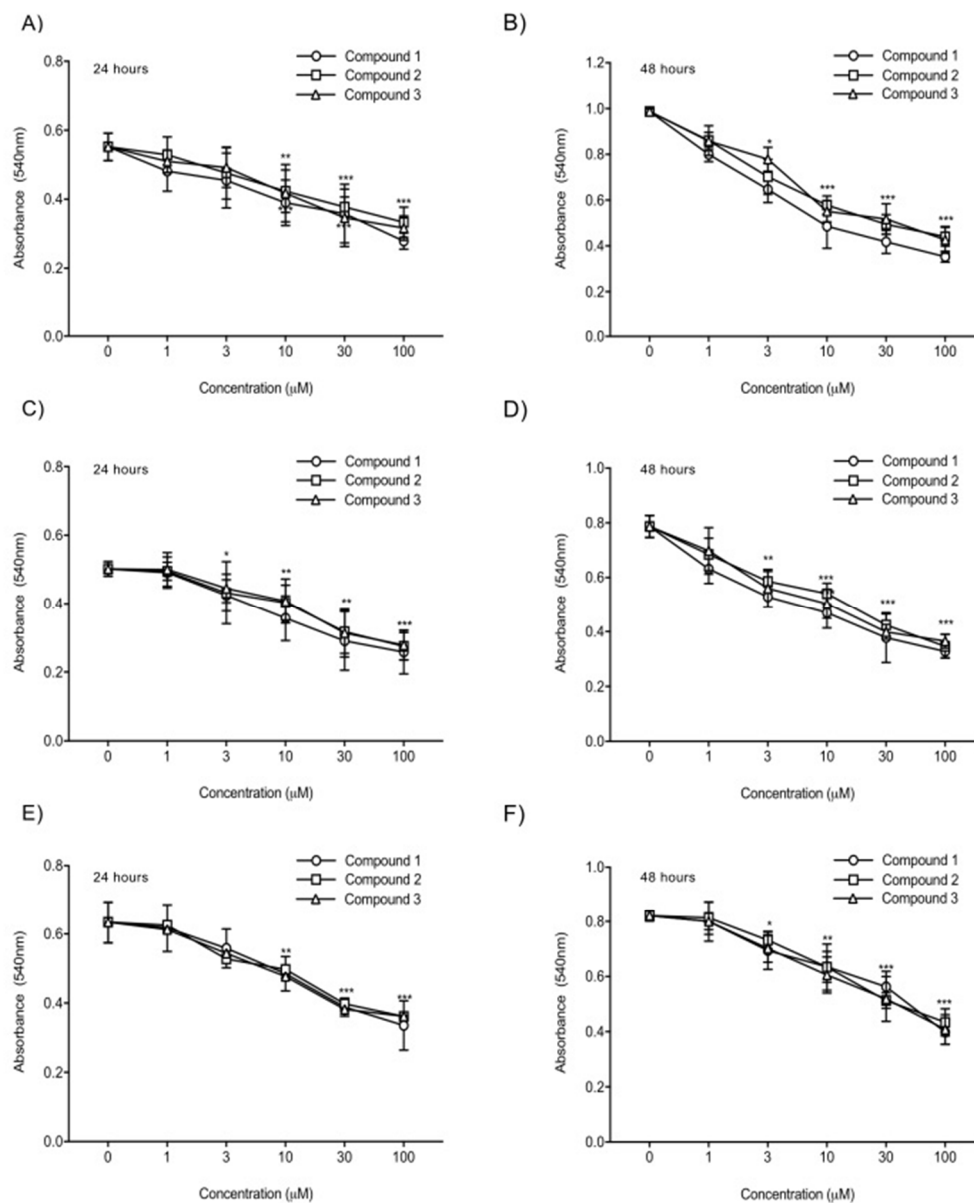 A)
24 hours
Compound 1
Compound 2
Compound 3
0.8
0.6
0.4
0.2
0.0
Absorbance (540nm)
** *** ***
***
0 1 3 10 30 100
Concentration (μM)
B)
48 hours
Compound 1
Compound 2
Compound 3
1.2
1.0
0.8
0.6
0.4
0.2
0.0
Absorbance (540nm)
* *** *** ***
0 1 3 10 30 100
Concentration (μM)
C)
24 hours
Compound 1
Compound 2
Compound 3
0.8
0.6
0.4
0.2
0.0
Absorbance (540nm)
* ** ** ***
0 1 3 10 30 100
Concentration (μM)
D)
48 hours
Compound 1
Compound 2
Compound 3
1.0
0.8
0.6
0.4
0.2
0.0
Absorbance (540nm)
** *** *** ***
0 1 3 10 30 100
Concentration (μM)
E)
24 hours
Compound 1
Compound 2
Compound 3
0.8
0.6
0.4
0.2
0.0
Absorbance (540nm)
** *** ***
0 1 3 10 30 100
Concentration (μM)
F)
48 hours
Compound 1
Compound 2
Compound 3
1.0
0.8
0.6
0.4
0.2
0.0
Absorbance (540nm)
* ** *** ***
0 1 3 10 30 100
Concentration (μM)